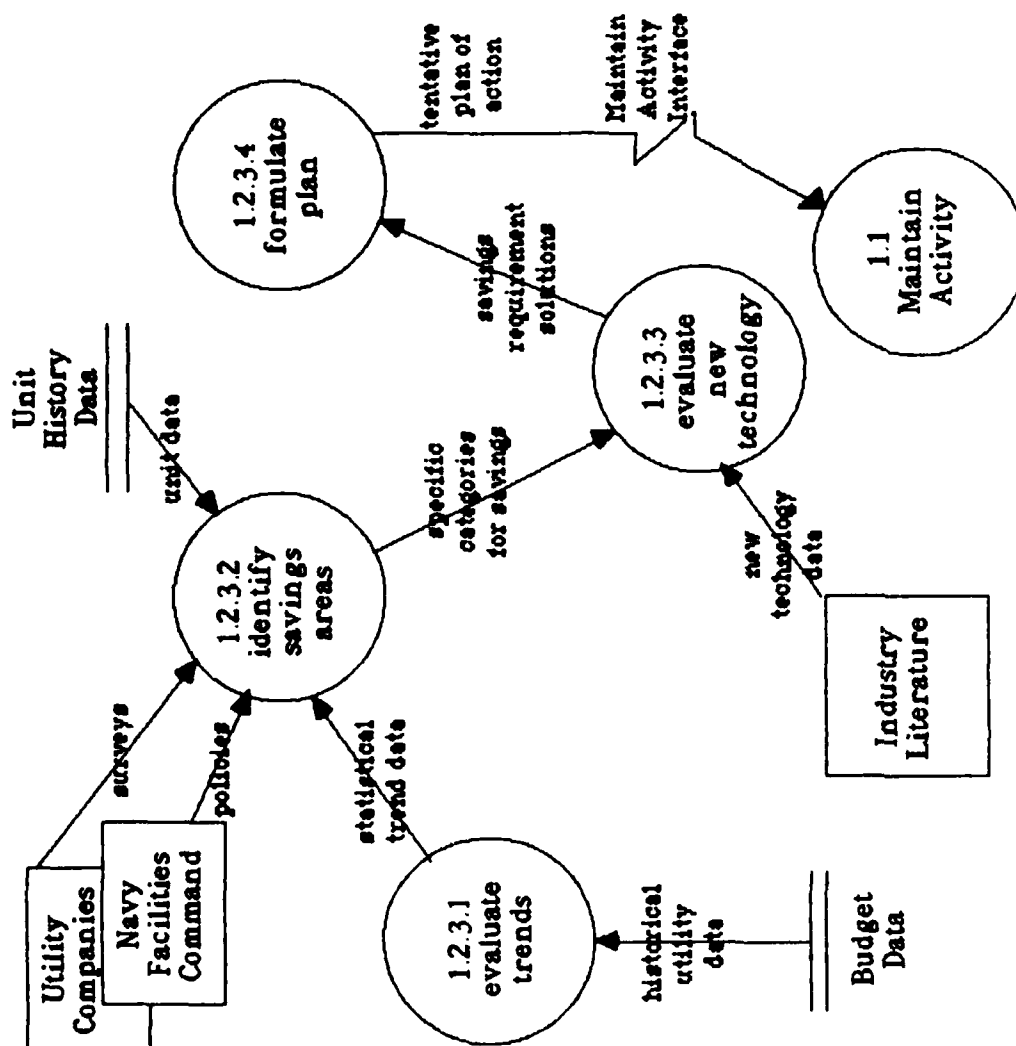 Utility
Companies
Navy
Facilities
Command
surveys
policies
Unit
History
Data
unit data
1.2.3.2
identify
savings
areas
statistical
trend data
1.2.3.1
evaluate
trends
historical
utility
data
Budget
Data
specific
categories
for savings
1.2.3.3
evaluate
new
technology
new
technology
data
Industry
Literature
savings
requirement
solutions
1.2.3.4
formulate
plan
tentative
plan of
action
Maintain
Activity
Interface
1.1
Maintain
Activity